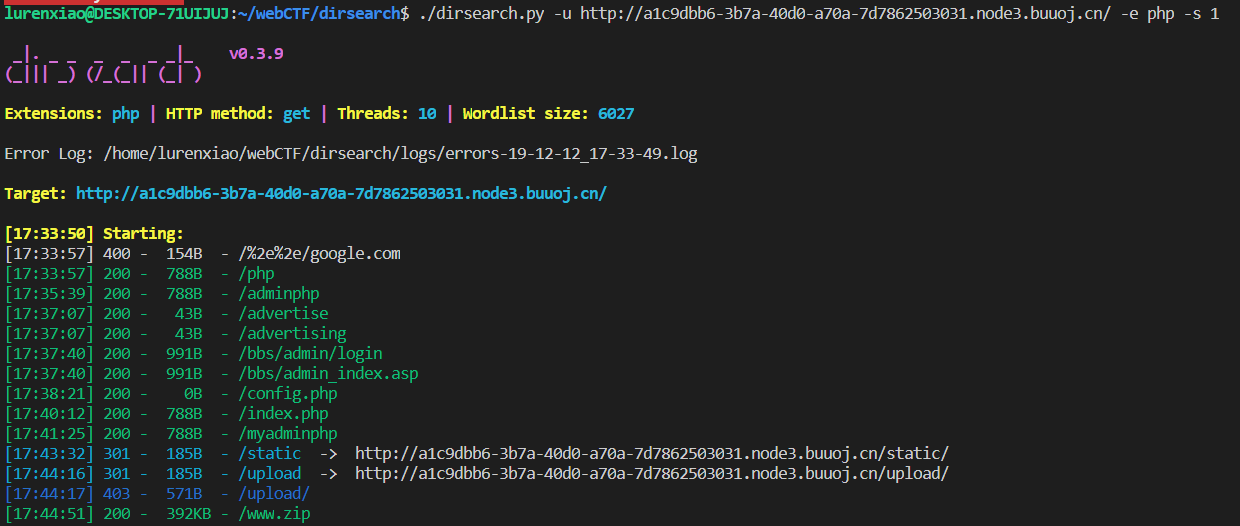 lurenxiao@DESKTOP-71UIJUJ:~/webCTF/dirsearch$ ./dirsearch.py -u http://a1c9dbb6-3b7a-40d0-a70a-7d7862503031.node3.buuoj.cn/ -e php -s 1
 _|. _ _  _  _  _ _|_    v0.3.9
(_||| _) (/_(_|| (_| )
Extensions: php | HTTP method: get | Threads: 10 | Wordlist size: 6027
Error Log: /home/lurenxiao/webCTF/dirsearch/logs/errors-19-12-12_17-33-49.log
Target: http://a1c9dbb6-3b7a-40d0-a70a-7d7862503031.node3.buuoj.cn/
[17:33:50] Starting:
[17:33:57] 400 -  154B  - /%2e%2e/google.com
[17:33:57] 200 -  788B  - /php
[17:35:39] 200 -  788B  - /adminphp
[17:37:07] 200 -   43B  - /advertise
[17:37:07] 200 -   43B  - /advertising
[17:37:40] 200 -  991B  - /bbs/admin/login
[17:37:40] 200 -  991B  - /bbs/admin_index.asp
[17:38:21] 200 -    0B  - /config.php
[17:40:12] 200 -  788B  - /index.php
[17:41:25] 200 -  788B  - /myadminphp
[17:43:32] 301 -  185B  - /static  ->  http://a1c9dbb6-3b7a-40d0-a70a-7d7862503031.node3.buuoj.cn/static/
[17:44:16] 301 -  185B  - /upload  ->  http://a1c9dbb6-3b7a-40d0-a70a-7d7862503031.node3.buuoj.cn/upload/
[17:44:17] 403 -  571B  - /upload/
[17:44:51] 200 -  392KB - /www.zip